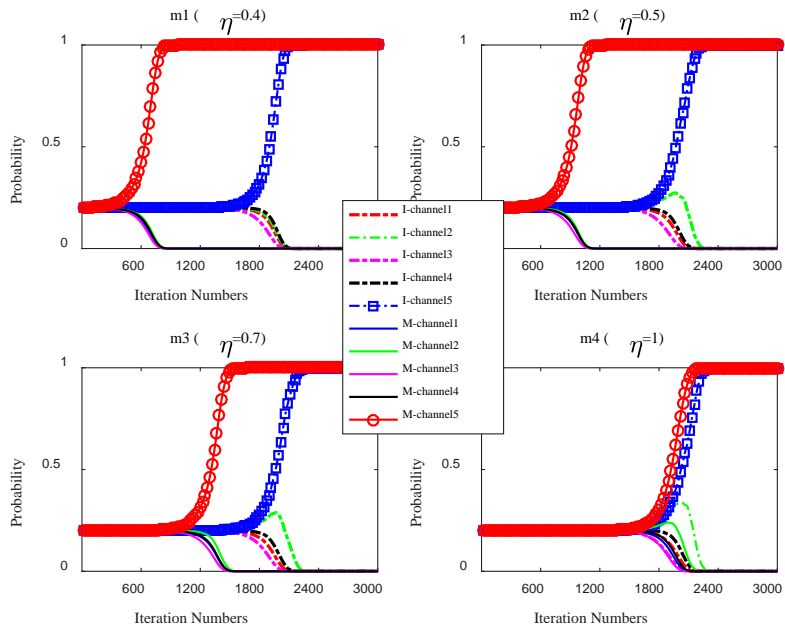 m1 ( η=0.4)
1
0.5
0
Probability
600 1200 1800 2400
Iteration Numbers
m2 ( η=0.5)
1
0.5
0
Probability
600 1200 1800 2400 3000
Iteration Numbers
I-channel1
I-channel2
I-channel3
I-channel4
I-channel5
M-channel1
M-channel2
M-channel3
M-channel4
M-channel5
m3 ( η=0.7)
1
0.5
0
Probability
600 1200 1800 2400 3000
Iteration Numbers
m4 ( η=1)
1
0.5
0
Probability
600 1200 1800 2400 3000
Iteration Numbers